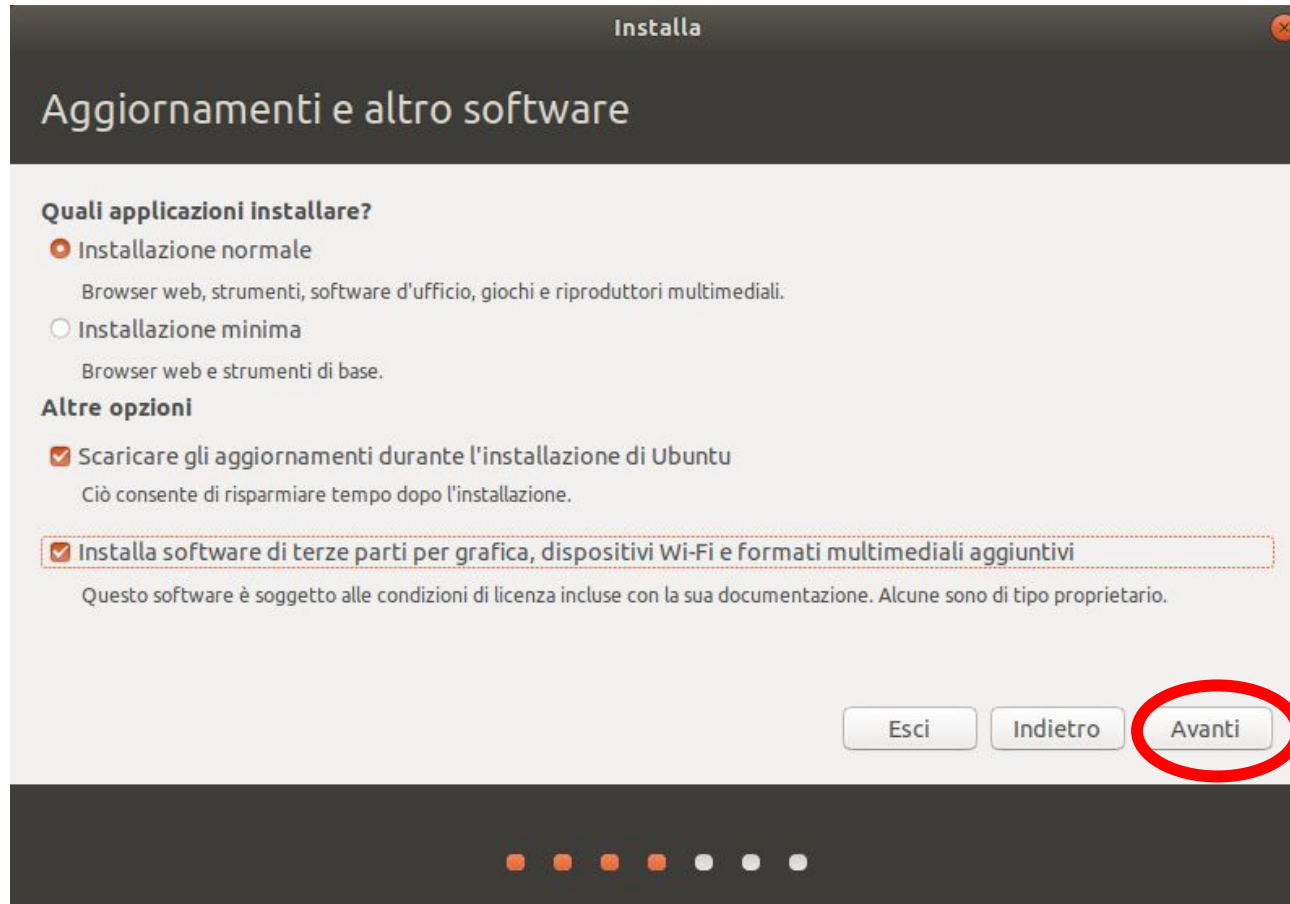 Installa
Aggiornamenti e altro software
Quali applicazioni installare?
Installazione normale
Browser web, strumenti, software d'ufficio, giochi e riproduttori multimediali.
Installazione minima
Browser web e strumenti di base.
Altre opzioni
Scaricare gli aggiornamenti durante l'installazione di Ubuntu
Ciò consente di risparmiare tempo dopo l'installazione.
Installa software di terze parti per grafica, dispositivi Wi-Fi e formati multimediali aggiuntivi
Questo software è soggetto alle condizioni di licenza incluse con la sua documentazione. Alcune sono di tipo proprietario.
Esci Indietro Avanti